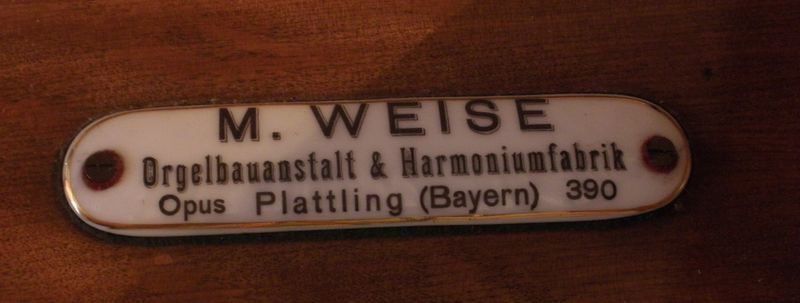 M. WEISE
Orgelbauanstalt & Harmoniumfabrik
Opus Plattling (Bayern) 390